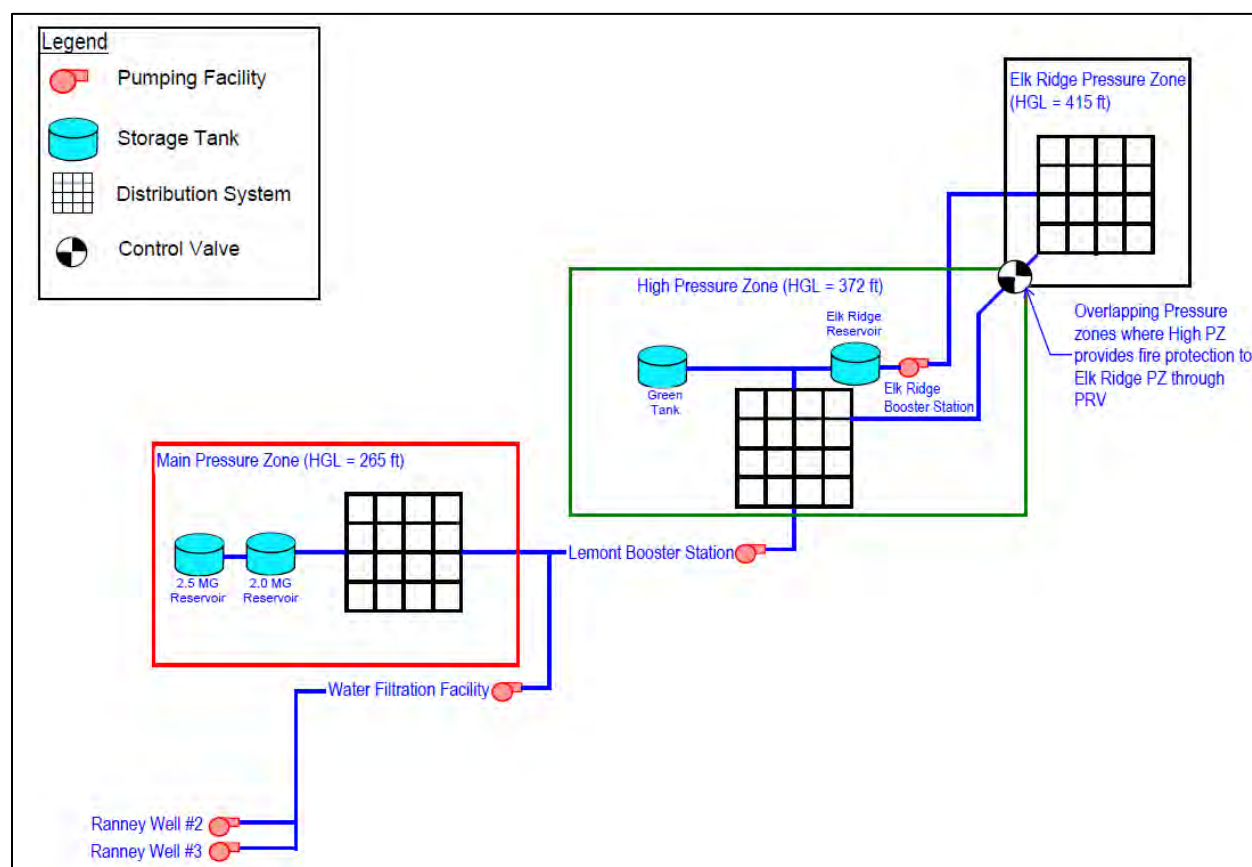 Legend
Pumping Facility
Storage Tank
Distribution System
Control Valve
Elk Ridge Pressure Zone
(HGL = 415 ft)
High Pressure Zone (HGL = 372 ft)
Elk Ridge
Reservoir
Green
Tank
Elk Ridge
Booster Station
Overlapping Pressure
zones where High PZ
provides fire protection to
Elk Ridge PZ through
PRV
Main Pressure Zone (HGL = 265 ft)
2.5 MG
Reservoir
2.0 MG
Reservoir
Lemont Booster Station
Water Filtration Facility
Ranney Well #2
Ranney Well #3